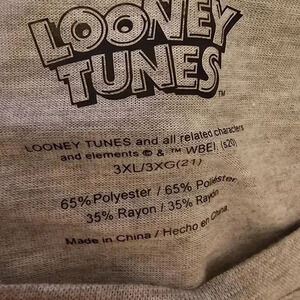 LOONEY
TUNES
™
LOONEY TUNES and all related characters
and elements © & ™ WBEI. (s20)
3XL/3XG(21)
65% Polyester / 65% Poliéster
35% Rayon / 35% Rayón
Made in China / Hecho en China